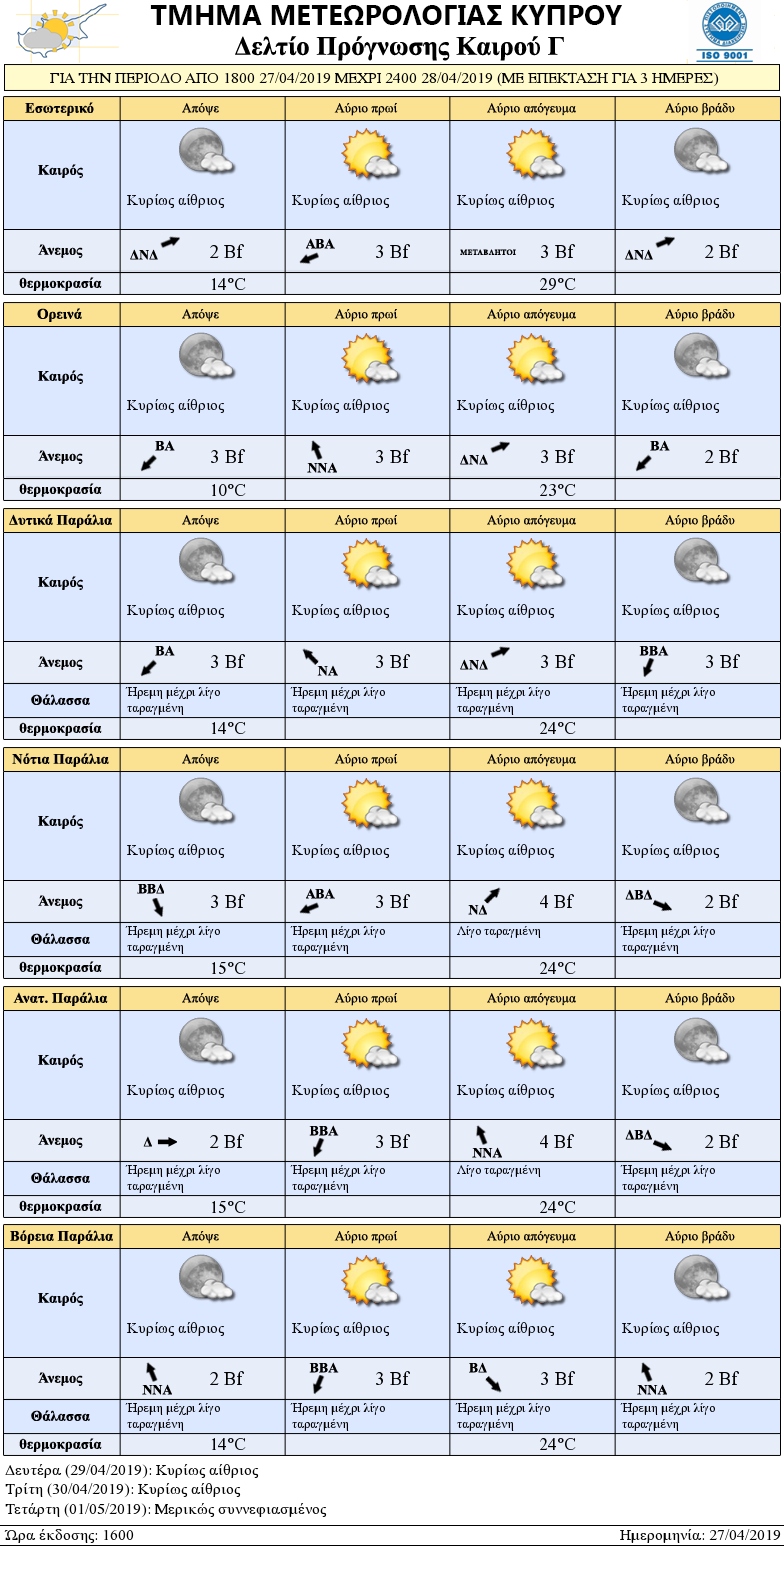 ΤΜΗΜΑ ΜΕΤΕΩΡΟΛΟΓΙΑΣ ΚΥΠΡΟΥ
Δελτίο Πρόγνωσης Καιρού Γ
ISO 9001
ΓΙΑ ΤΗΝ ΠΕΡΙΟΔΟ ΑΠΟ 1800 27/04/2019 ΜΕΧΡΙ 2400 28/04/2019 (ΜΕ ΕΠΕΚΤΑΣΗ ΓΙΑ 3 ΗΜΕΡΕΣ)
Εσωτερικό Απόψε Αύριο πρωί Αύριο απόγευμα Αύριο βράδυ
Καιρός
Κυρίως αίθριος Κυρίως αίθριος Κυρίως αίθριος Κυρίως αίθριος
Άνεμος ΔΝΔ 2 Bf ΑΒΑ 3 Bf ΜΕΤΑΒΛΗΤΟΙ 3 Bf ΔΝΔ 2 Bf
θερμοκρασία 14°C 29°C
Ορεινά Απόψε Αύριο πρωί Αύριο απόγευμα Αύριο βράδυ
Καιρός
Κυρίως αίθριος Κυρίως αίθριος Κυρίως αίθριος Κυρίως αίθριος
Άνεμος ΒΑ 3 Bf ΝΝΑ 3 Bf ΔΝΔ 3 Bf ΒΑ 2 Bf
θερμοκρασία 10°C 23°C
Δυτικά Παράλια Απόψε Αύριο πρωί Αύριο απόγευμα Αύριο βράδυ
Καιρός
Κυρίως αίθριος Κυρίως αίθριος Κυρίως αίθριος Κυρίως αίθριος
Άνεμος ΒΑ 3 Bf ΝΑ 3 Bf ΔΝΔ 3 Bf ΒΒΑ 3 Bf
Θάλασσα Ήρεμη μέχρι λίγο ταραγμένη Ήρεμη μέχρι λίγο ταραγμένη Ήρεμη μέχρι λίγο ταραγμένη Ήρεμη μέχρι λίγο ταραγμένη
θερμοκρασία 14°C 24°C
Νότια Παράλια Απόψε Αύριο πρωί Αύριο απόγευμα Αύριο βράδυ
Καιρός
Κυρίως αίθριος Κυρίως αίθριος Κυρίως αίθριος Κυρίως αίθριος
Άνεμος ΒΒΔ 3 Bf ΑΒΑ 3 Bf ΝΔ 4 Bf ΔΒΔ 2 Bf
Θάλασσα Ήρεμη μέχρι λίγο ταραγμένη Ήρεμη μέχρι λίγο ταραγμένη Λίγο ταραγμένη Ήρεμη μέχρι λίγο ταραγμένη
θερμοκρασία 15°C 24°C
Ανατ. Παράλια Απόψε Αύριο πρωί Αύριο απόγευμα Αύριο βράδυ
Καιρός
Κυρίως αίθριος Κυρίως αίθριος Κυρίως αίθριος Κυρίως αίθριος
Άνεμος Δ 2 Bf ΒΒΑ 3 Bf ΝΝΑ 4 Bf ΔΒΔ 2 Bf
Θάλασσα Ήρεμη μέχρι λίγο ταραγμένη Ήρεμη μέχρι λίγο ταραγμένη Λίγο ταραγμένη Ήρεμη μέχρι λίγο ταραγμένη
θερμοκρασία 15°C 24°C
Βόρεια Παράλια Απόψε Αύριο πρωί Αύριο απόγευμα Αύριο βράδυ
Καιρός
Κυρίως αίθριος Κυρίως αίθριος Κυρίως αίθριος Κυρίως αίθριος
Άνεμος ΝΝΑ 2 Bf ΒΒΑ 3 Bf ΒΔ 3 Bf ΝΝΑ 2 Bf
Θάλασσα Ήρεμη μέχρι λίγο ταραγμένη Ήρεμη μέχρι λίγο ταραγμένη Ήρεμη μέχρι λίγο ταραγμένη Ήρεμη μέχρι λίγο ταραγμένη
θερμοκρασία 14°C 24°C
Δευτέρα (29/04/2019): Κυρίως αίθριος
Τρίτη (30/04/2019): Κυρίως αίθριος
Τετάρτη (01/05/2019): Μερικώς συννεφιασμένος
Ώρα έκδοσης: 1600 Ημερομηνία: 27/04/2019